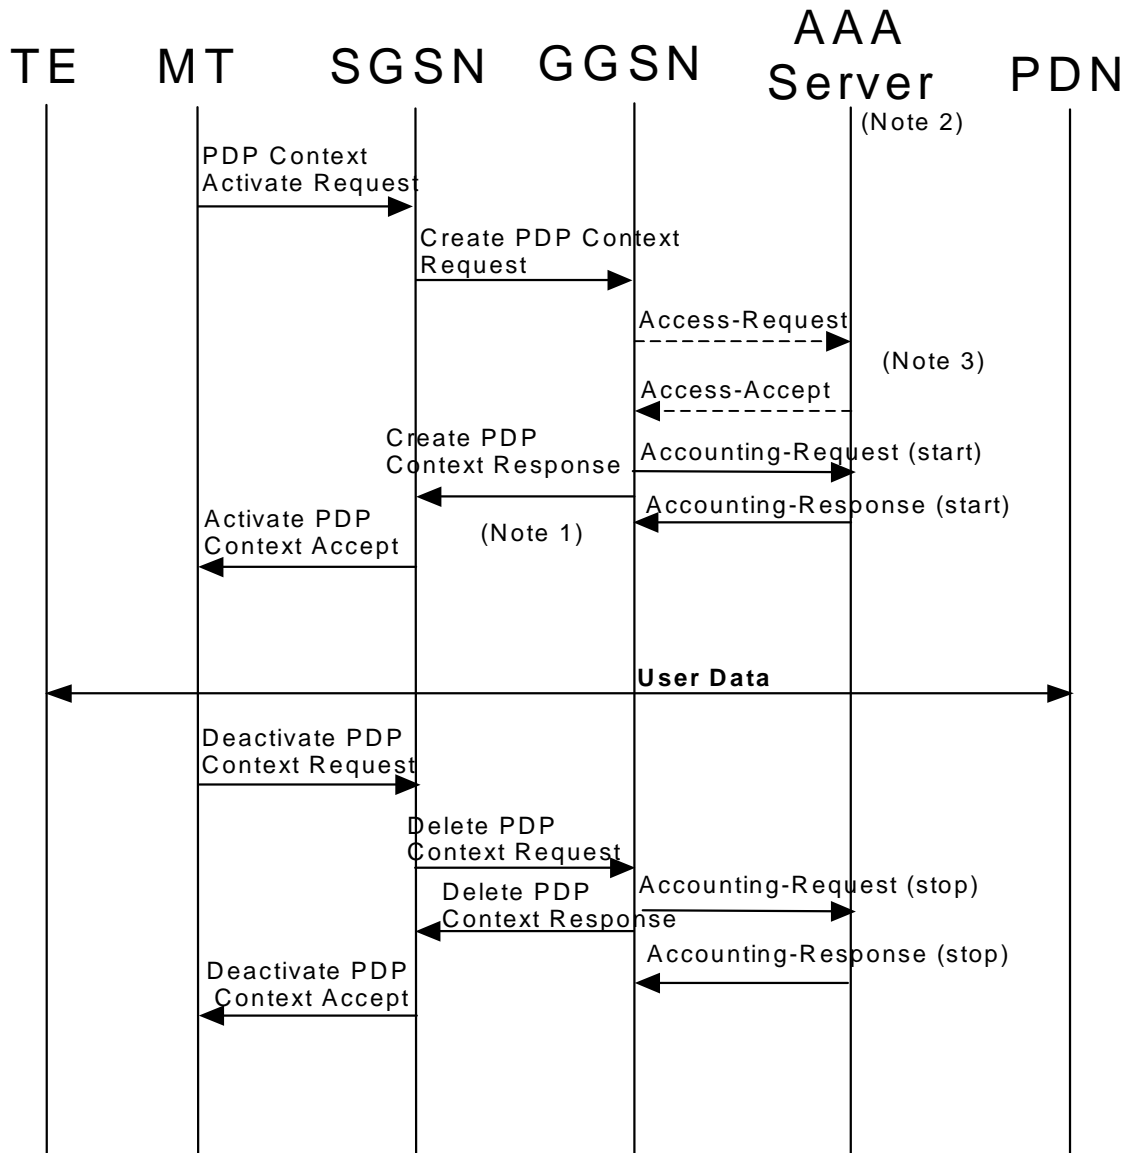 TE
MT
SGSN
GGSN
AAA
Server
PDN
(Note 2)
PDP Context
Activate Request
Create PDP Context
Request
Access-Request
(Note 3)
Access-Accept
Create PDP
Context Response
Accounting-Request (start)
Accounting-Response (start)
Activate PDP
Context Accept
(Note 1)
User Data
Deactivate PDP
Context Request
Delete PDP
Context Request
Accounting-Request (stop)
Delete PDP
Context Response
Accounting-Response (stop)
Deactivate PDP
Context Accept